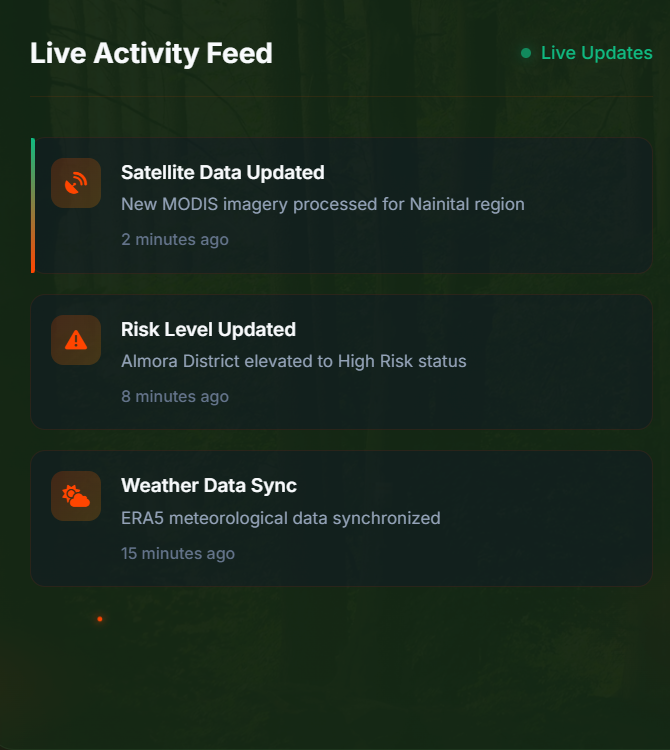 Live Activity Feed
Live Updates
Satellite Data Updated
New MODIS imagery processed for Nainital region
2 minutes ago
Risk Level Updated
Almora District elevated to High Risk status
8 minutes ago
Weather Data Sync
ERA5 meteorological data synchronized
15 minutes ago